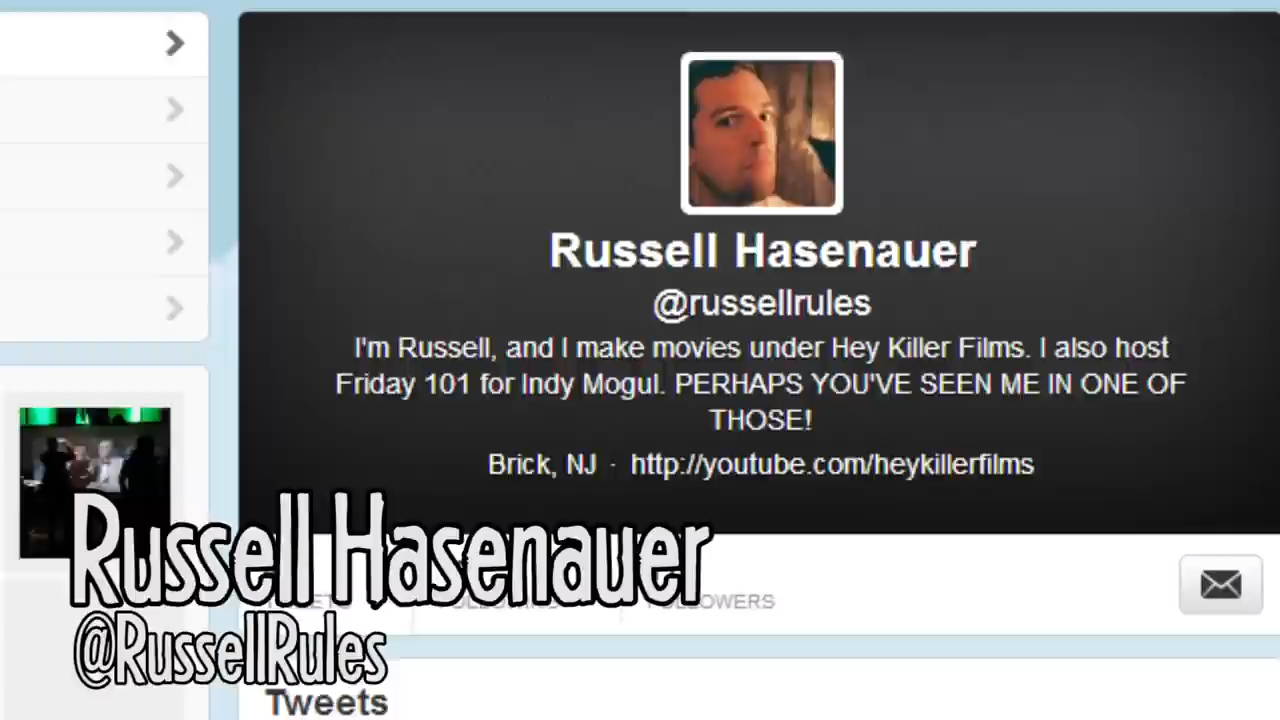 Russell Hasenauer
@russellrules
I'm Russell, and I make movies under Hey Killer Films. I also host
Friday 101 for Indy Mogul. PERHAPS YOU'VE SEEN ME IN ONE OF
THOSE!
Brick, NJ · http://youtube.com/heykillerfilms
Russell Hasenauer
TWEETS FOLLOWING FOLLOWERS
@RussellRules
Tweets